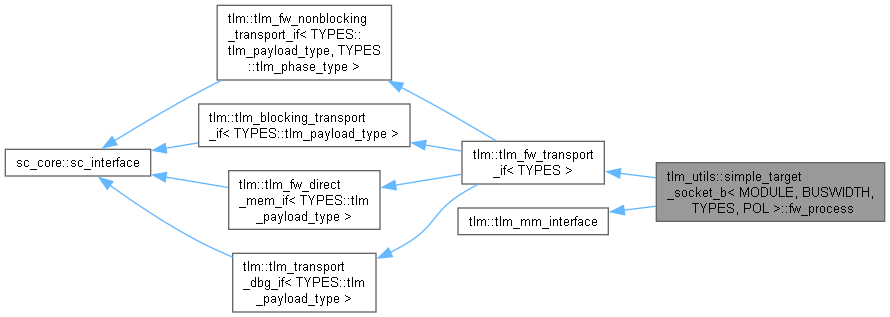 tlm::tlm_fw_nonblocking
_transport_if< TYPES::
tlm_payload_type, TYPES
::tlm_phase_type >
tlm::tlm_blocking_transport
_if< TYPES::tlm_payload_type >
sc_core::sc_interface
tlm::tlm_fw_transport
_if< TYPES >
tlm_utils::simple_target
_socket_b< MODULE, BUSWIDTH,
TYPES, POL >::fw_process
tlm::tlm_fw_direct
_mem_if< TYPES::tlm
_payload_type >
tlm::tlm_mm_interface
tlm::tlm_transport
_dbg_if< TYPES::tlm
_payload_type >